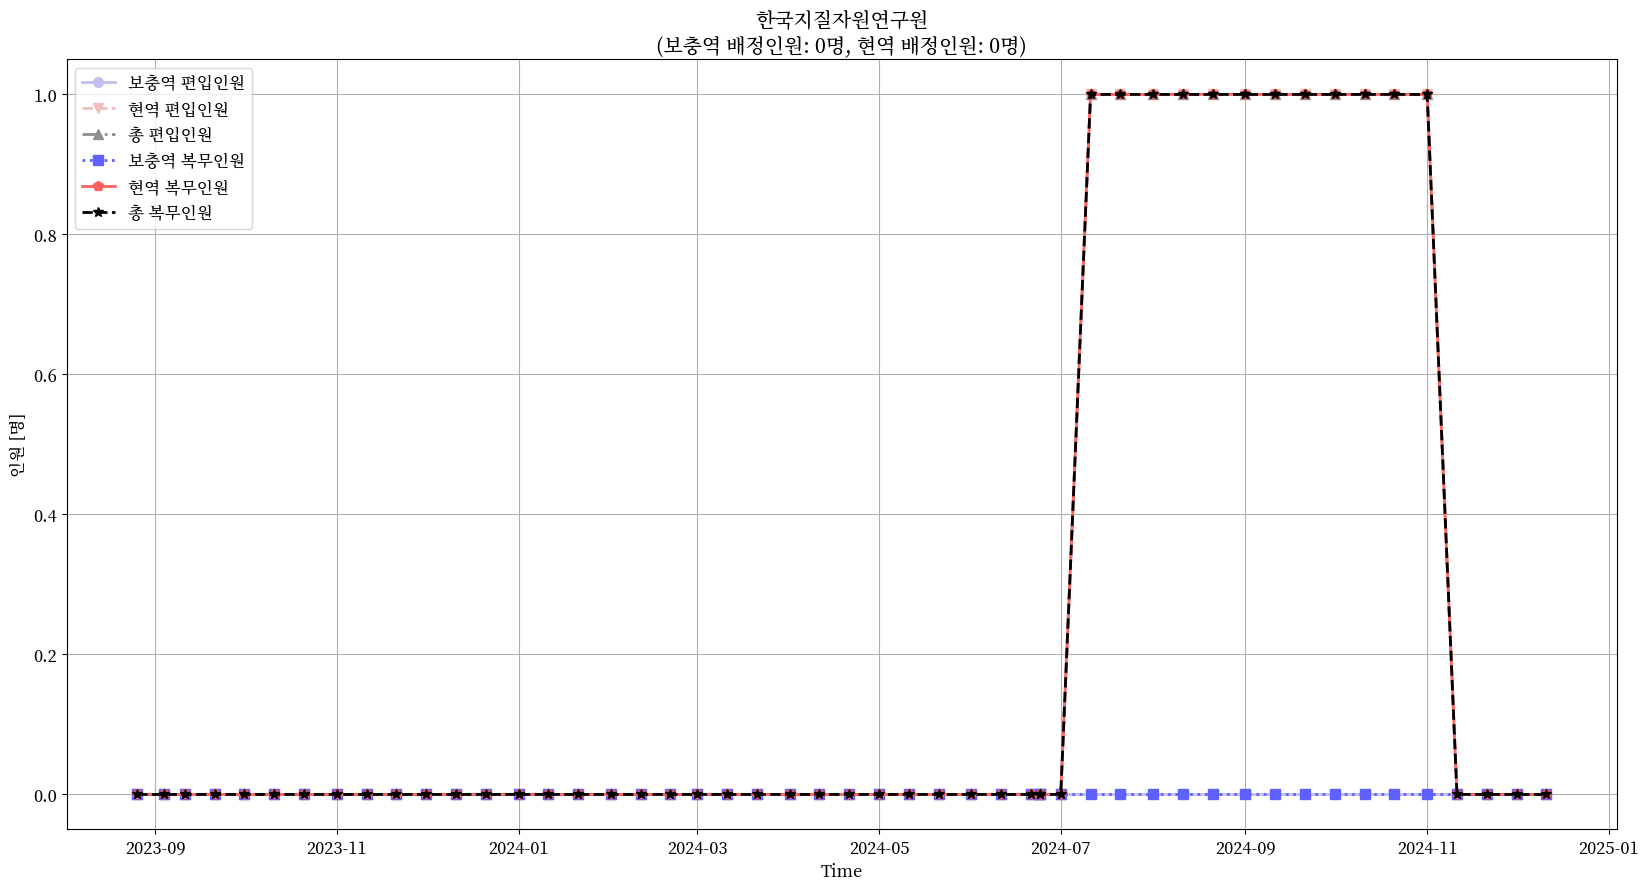 한국지질자원연구원
(보충역 배정인원: 0명, 현역 배정인원: 0명)
보충역 편입인원
현역 편입인원
총 편입인원
보충역 복무인원
현역 복무인원
총 복무인원
인원 [명]
1.0
0.8
0.6
0.4
0.2
0.0
2023-09 2023-11 2024-01 2024-03 2024-05 2024-07 2024-09 2024-11 2025-01
Time